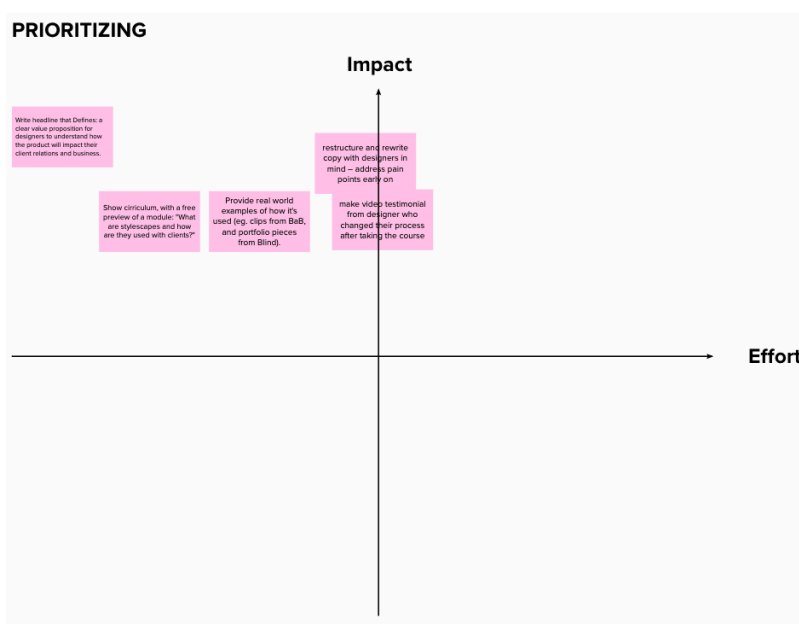 PRIORITIZING
Impact
Write headline that Defines: a
clear value proposition for
designers to understand how
the product will impact their
client relations and business.
restructure and rewrite
copy with designers in
mind – address pain
points early on
Show cirriculum, with a free
preview of a module: "What
are stylescapes and how
are they used with clients?"
Provide real world
examples of how it's
used (eg. clips from BaB,
and portfolio pieces
from Blind).
make video testimonial
from designer who
changed their process
after taking the course
Effort